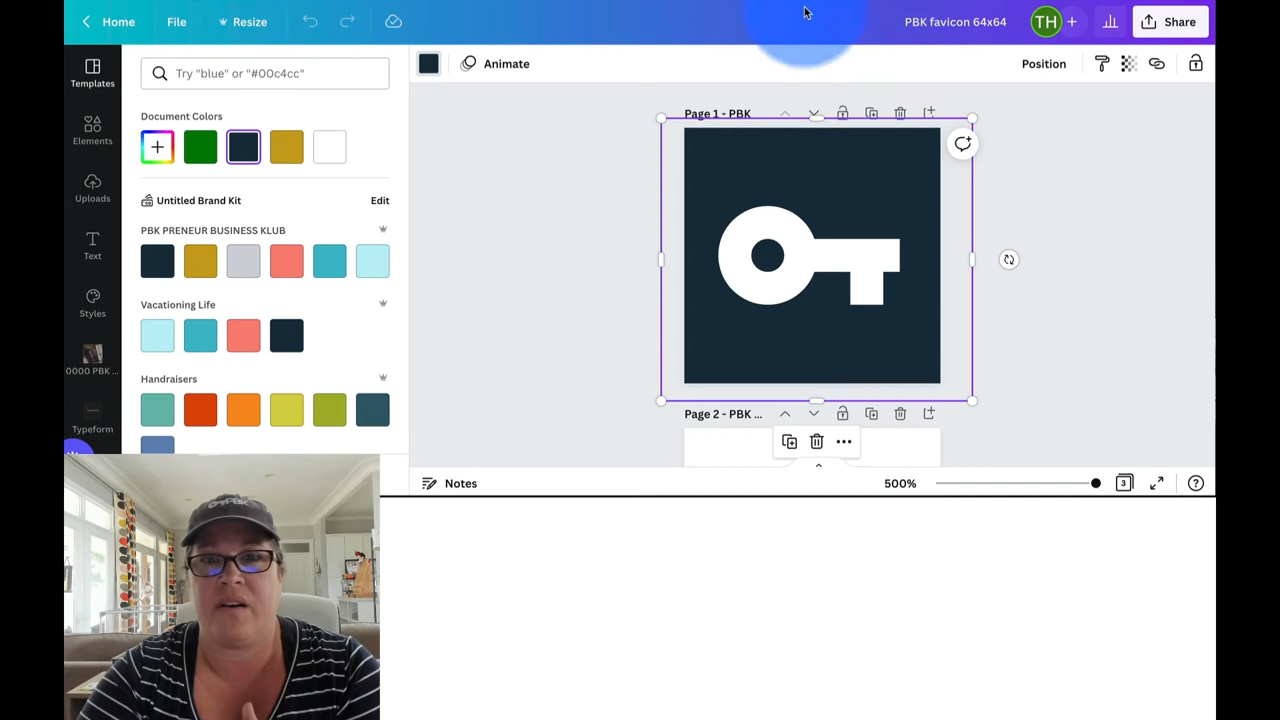 Home File Resize PBK favicon 64x64 TH + Share
Templates
Elements
Uploads
Text
Styles
0000 PBK ...
Typeform
Try "blue" or "#00c4cc"
Document Colors
Untitled Brand Kit Edit
PBK PRENEUR BUSINESS KLUB
Vacationing Life
Handraisers
Animate Position
Page 1 - PBK
Page 2 - PBK ...
Notes 500% 3 ?
PBK